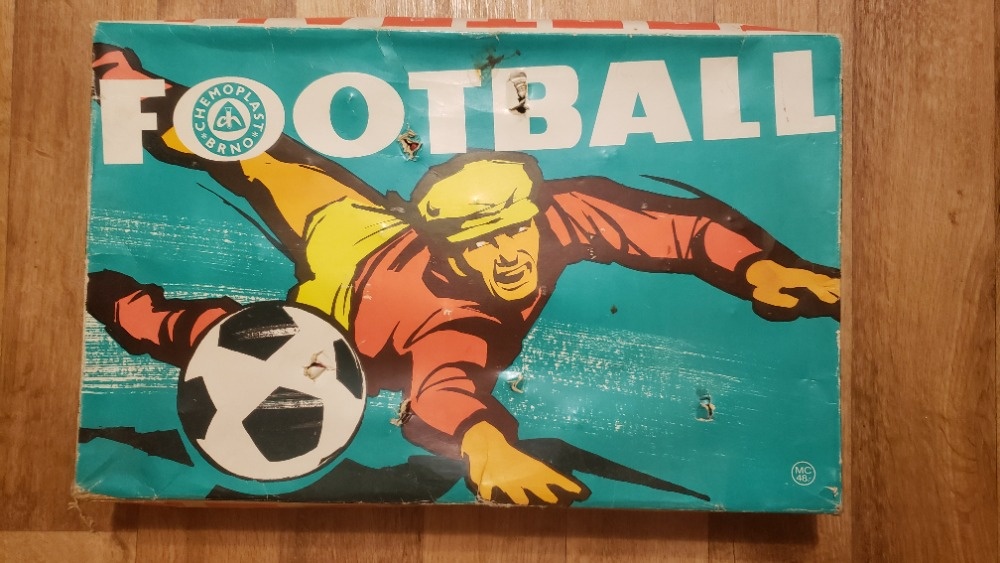 FOOTBALL
CHEMOPLAST
BRNO
MC
48.-